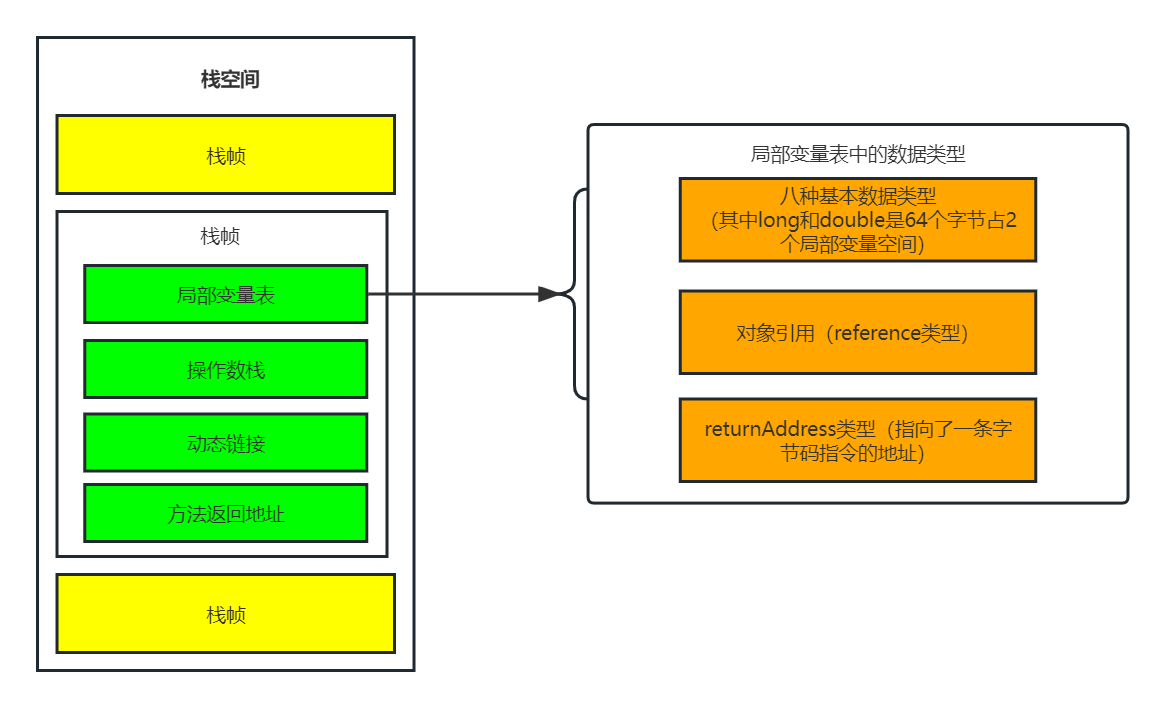 栈空间
栈帧
栈帧
局部变量表
操作数栈
动态链接
方法返回地址
栈帧
局部变量表中的数据类型
八种基本数据类型
(其中long和double是64个字节占2
个局部变量空间)
对象引用（reference类型）
returnAddress类型（指向了一条字
节码指令的地址）